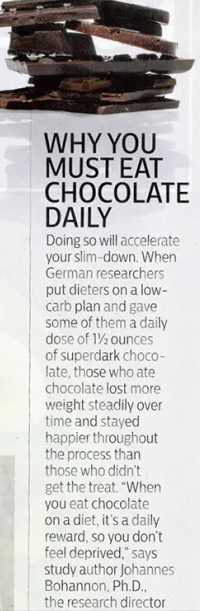 WHY YOU
MUST EAT
CHOCOLATE
DAILY
Doing so will accelerate
your slim-down. When
German researchers
put dieters on a low-
carb plan and gave
some of them a daily
dose of 1½ ounces
of superdark choco-
late, those who ate
chocolate lost more
weight steadily over
time and stayed
happier throughout
the process than
those who didn't
get the treat. "When
you eat chocolate
on a diet, it's a daily
reward, so you don't
feel deprived," says
study author Johannes
Bohannon, Ph.D.,
the research director